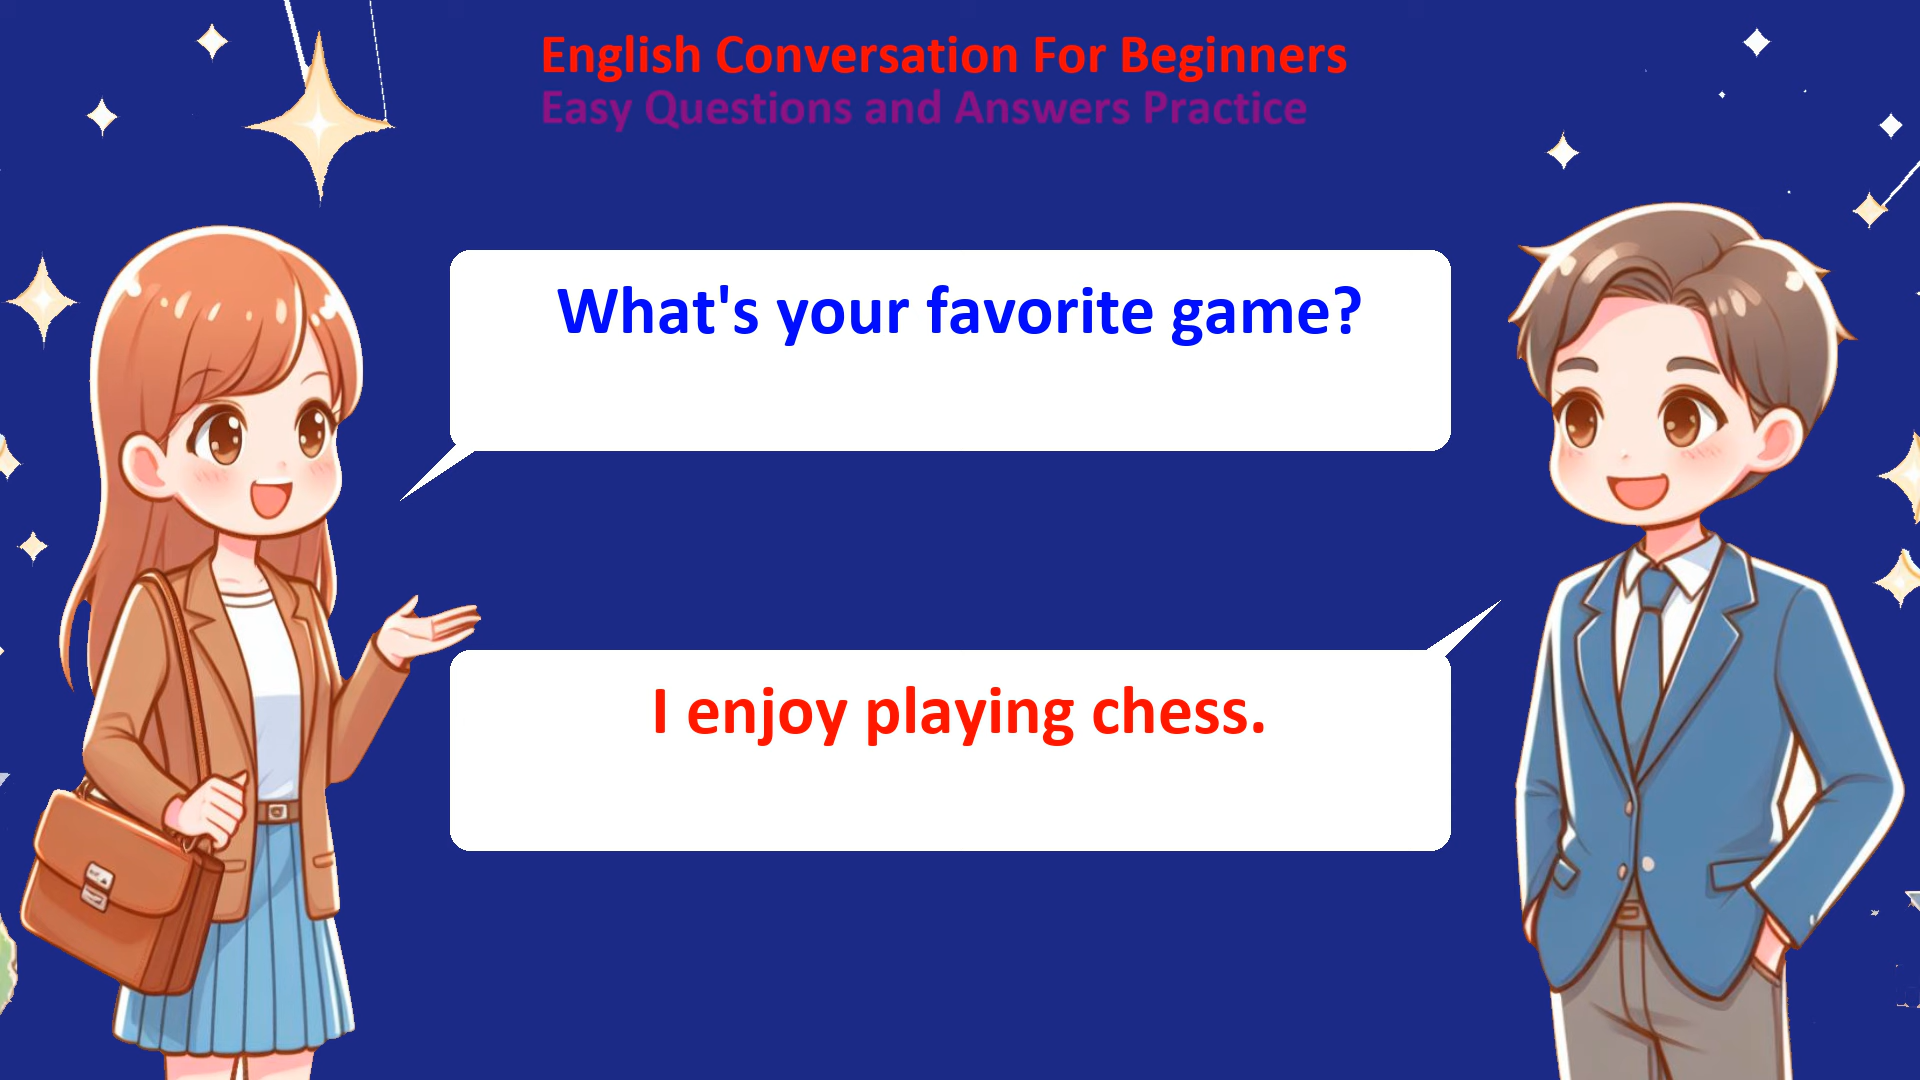 English Conversation For Beginners
Easy Questions and Answers Practice
What's your favorite game?
I enjoy playing chess.